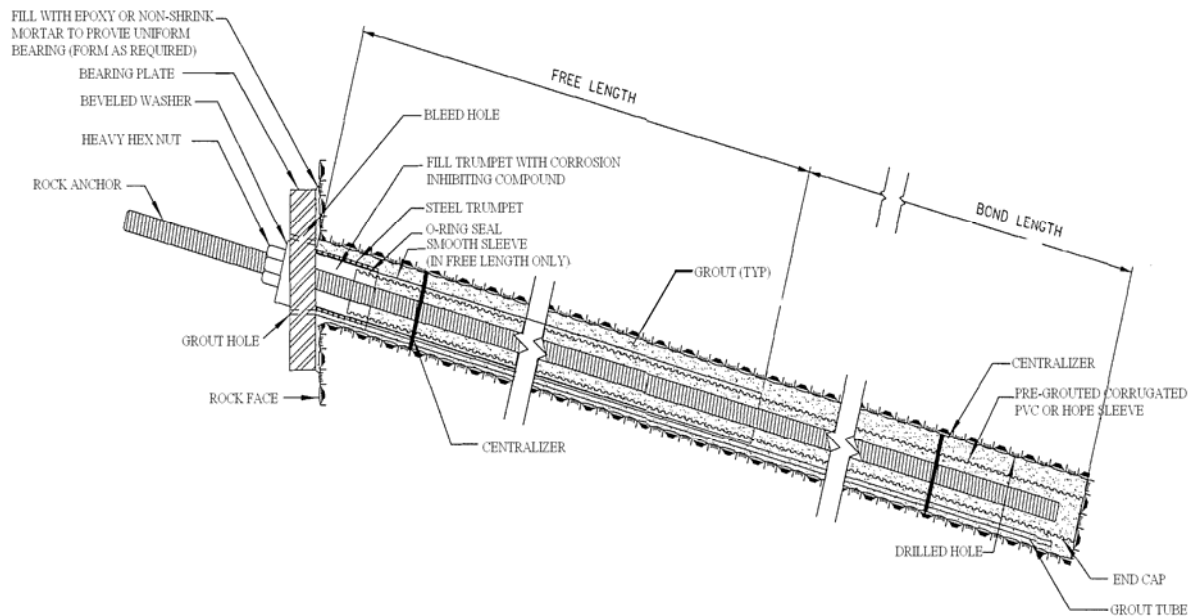 FILL WITH EPOXY OR NON-SHRINK
MORTAR TO PROVIE UNIFORM
BEARING (FORM AS REQUIRED)
BEARING PLATE
BEVELED WASHER
HEAVY HEX NUT
ROCK ANCHOR
FREE LENGTH
BLEED HOLE
FILL TRUMPET WITH CORROSION
INHIBITING COMPOUND
STEEL TRUMPET
O-RING SEAL
SMOOTH SLEEVE
(IN FREE LENGTH ONLY)
BOND LENGTH
GROUT (TYP)
GROUT HOLE
ROCK FACE
CENTRALIZER
CENTRALIZER
PRE-GROUTED CORRUGATED
PVC OR HOPE SLEEVE
DRILLED HOLE
END CAP
GROUT TUBE